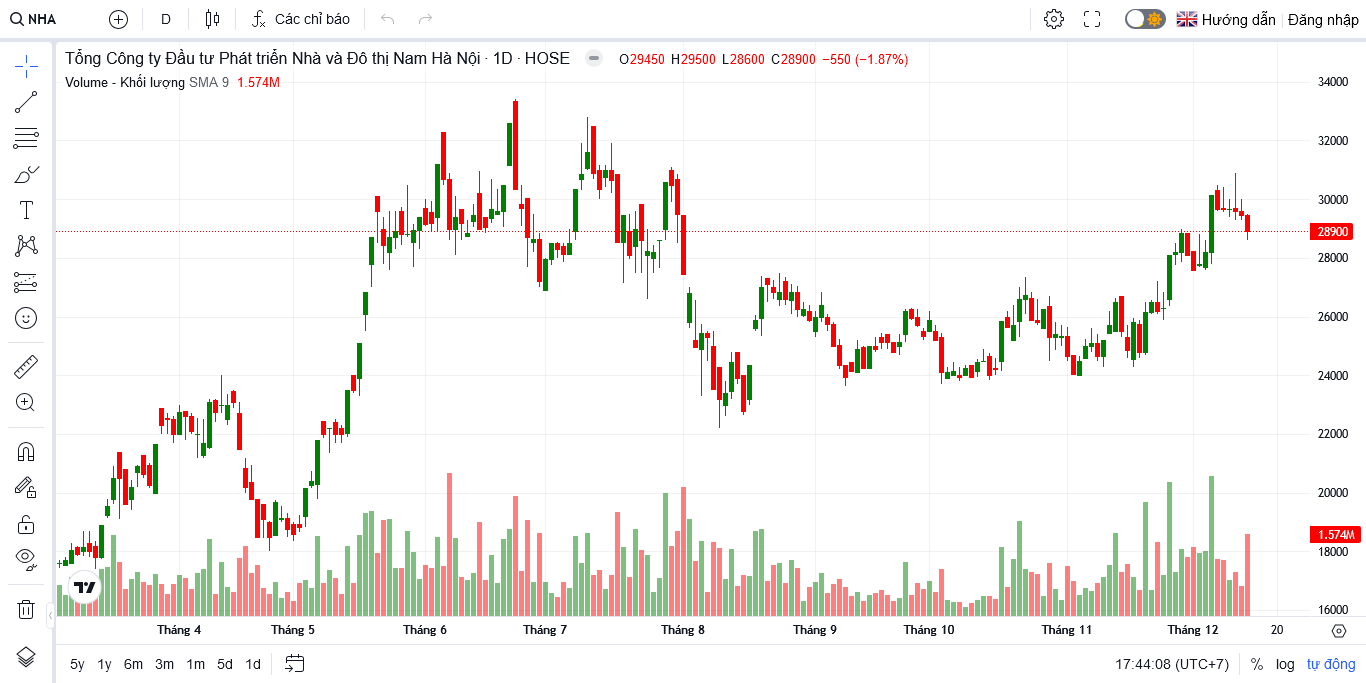 NHA D Các chỉ báo Hướng dẫn Đăng nhập
Tổng Công ty Đầu tư Phát triển Nhà và Đô thị Nam Hà Nội · 1D · HOSE O29450 H29500 L28600 C28900 −550 (−1.87%)
Volume - Khối lượng SMA 9 1.574M
34000
32000
30000
28900
28000
26000
24000
22000
20000
1.574M
18000
16000
Tháng 4 Tháng 5 Tháng 6 Tháng 7 Tháng 8 Tháng 9 Tháng 10 Tháng 11 Tháng 12 20
5y 1y 6m 3m 1m 5d 1d 17:44:08 (UTC+7) % log tự động